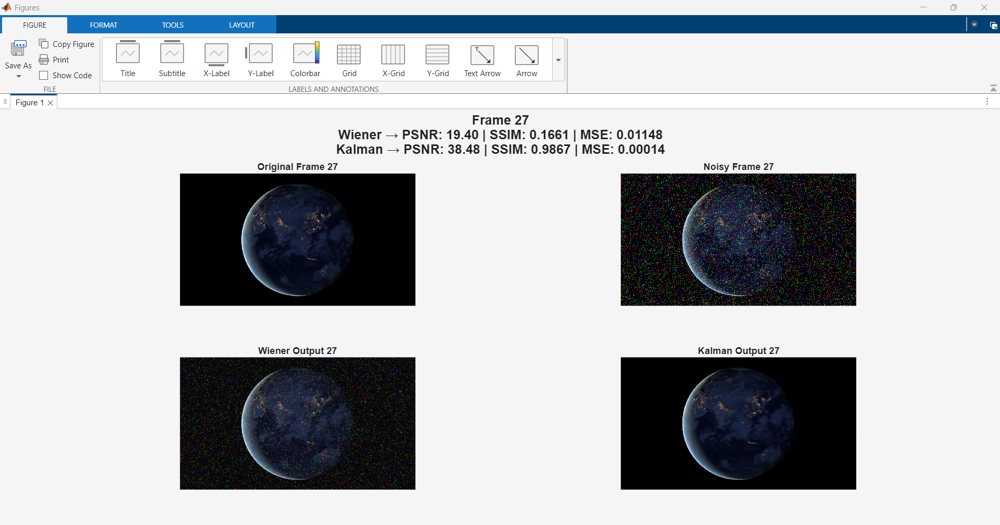 Figures
FIGURE FORMAT TOOLS LAYOUT
Save As
Copy Figure
Print
Show Code
FILE
Title Subtitle X-Label Y-Label Colorbar Grid X-Grid Y-Grid Text Arrow Arrow
LABELS AND ANNOTATIONS
Figure 1
Frame 27
Wiener → PSNR: 19.40 | SSIM: 0.1661 | MSE: 0.01148
Kalman → PSNR: 38.48 | SSIM: 0.9867 | MSE: 0.00014
Original Frame 27
Noisy Frame 27
Wiener Output 27
Kalman Output 27